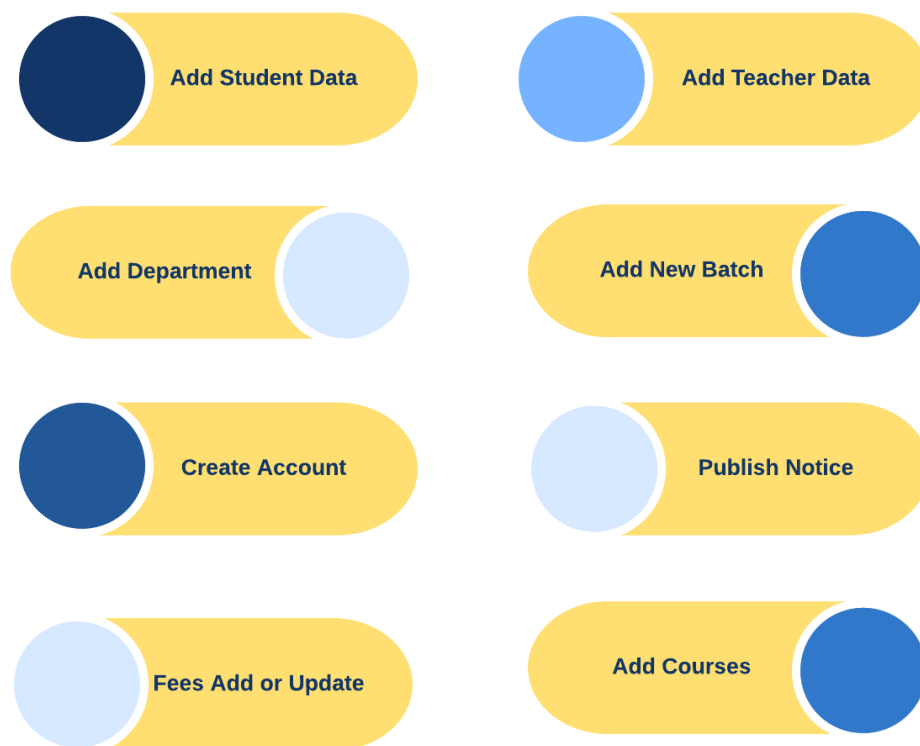 Add Student Data
Add Teacher Data
Add Department
Add New Batch
Create Account
Publish Notice
Fees Add or Update
Add Courses